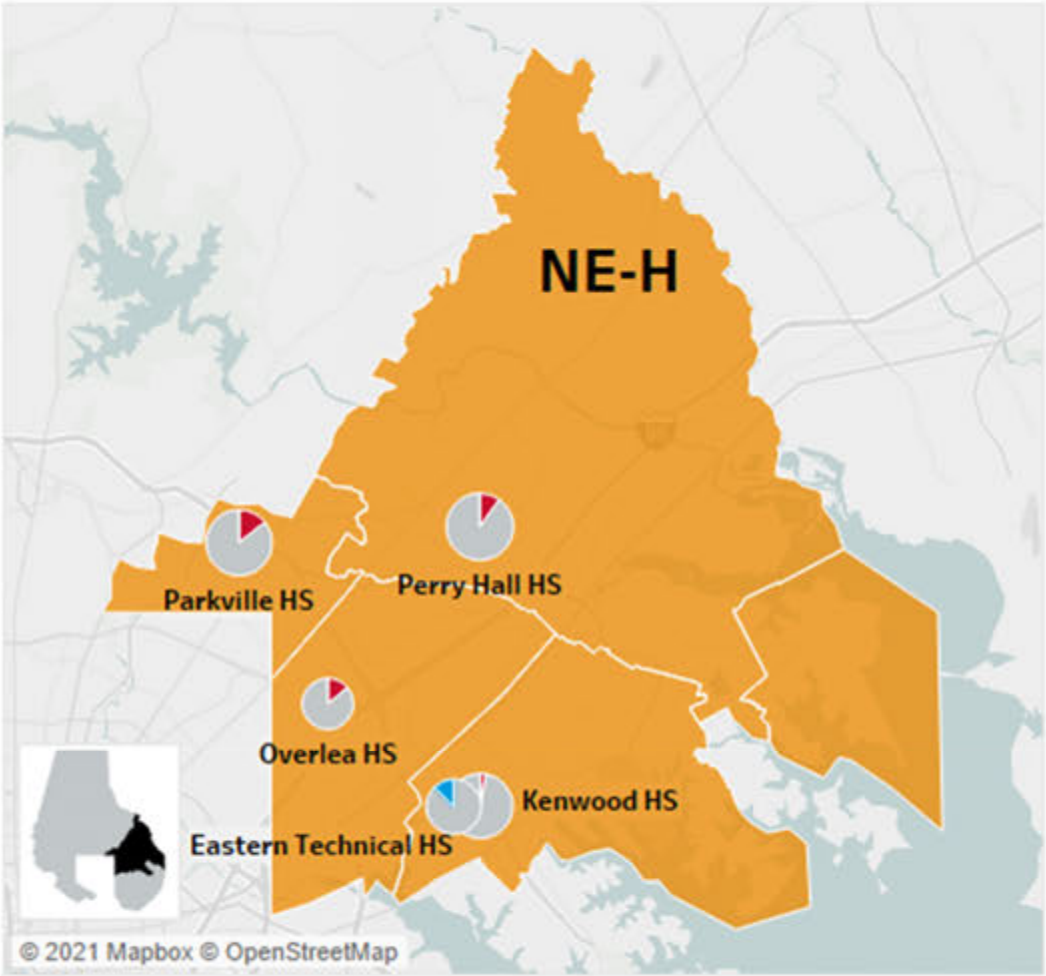 NE-H
Parkville HS
Perry Hall HS
Overlea HS
Kenwood HS
Eastern Technical HS
© 2021 Mapbox © OpenStreetMap